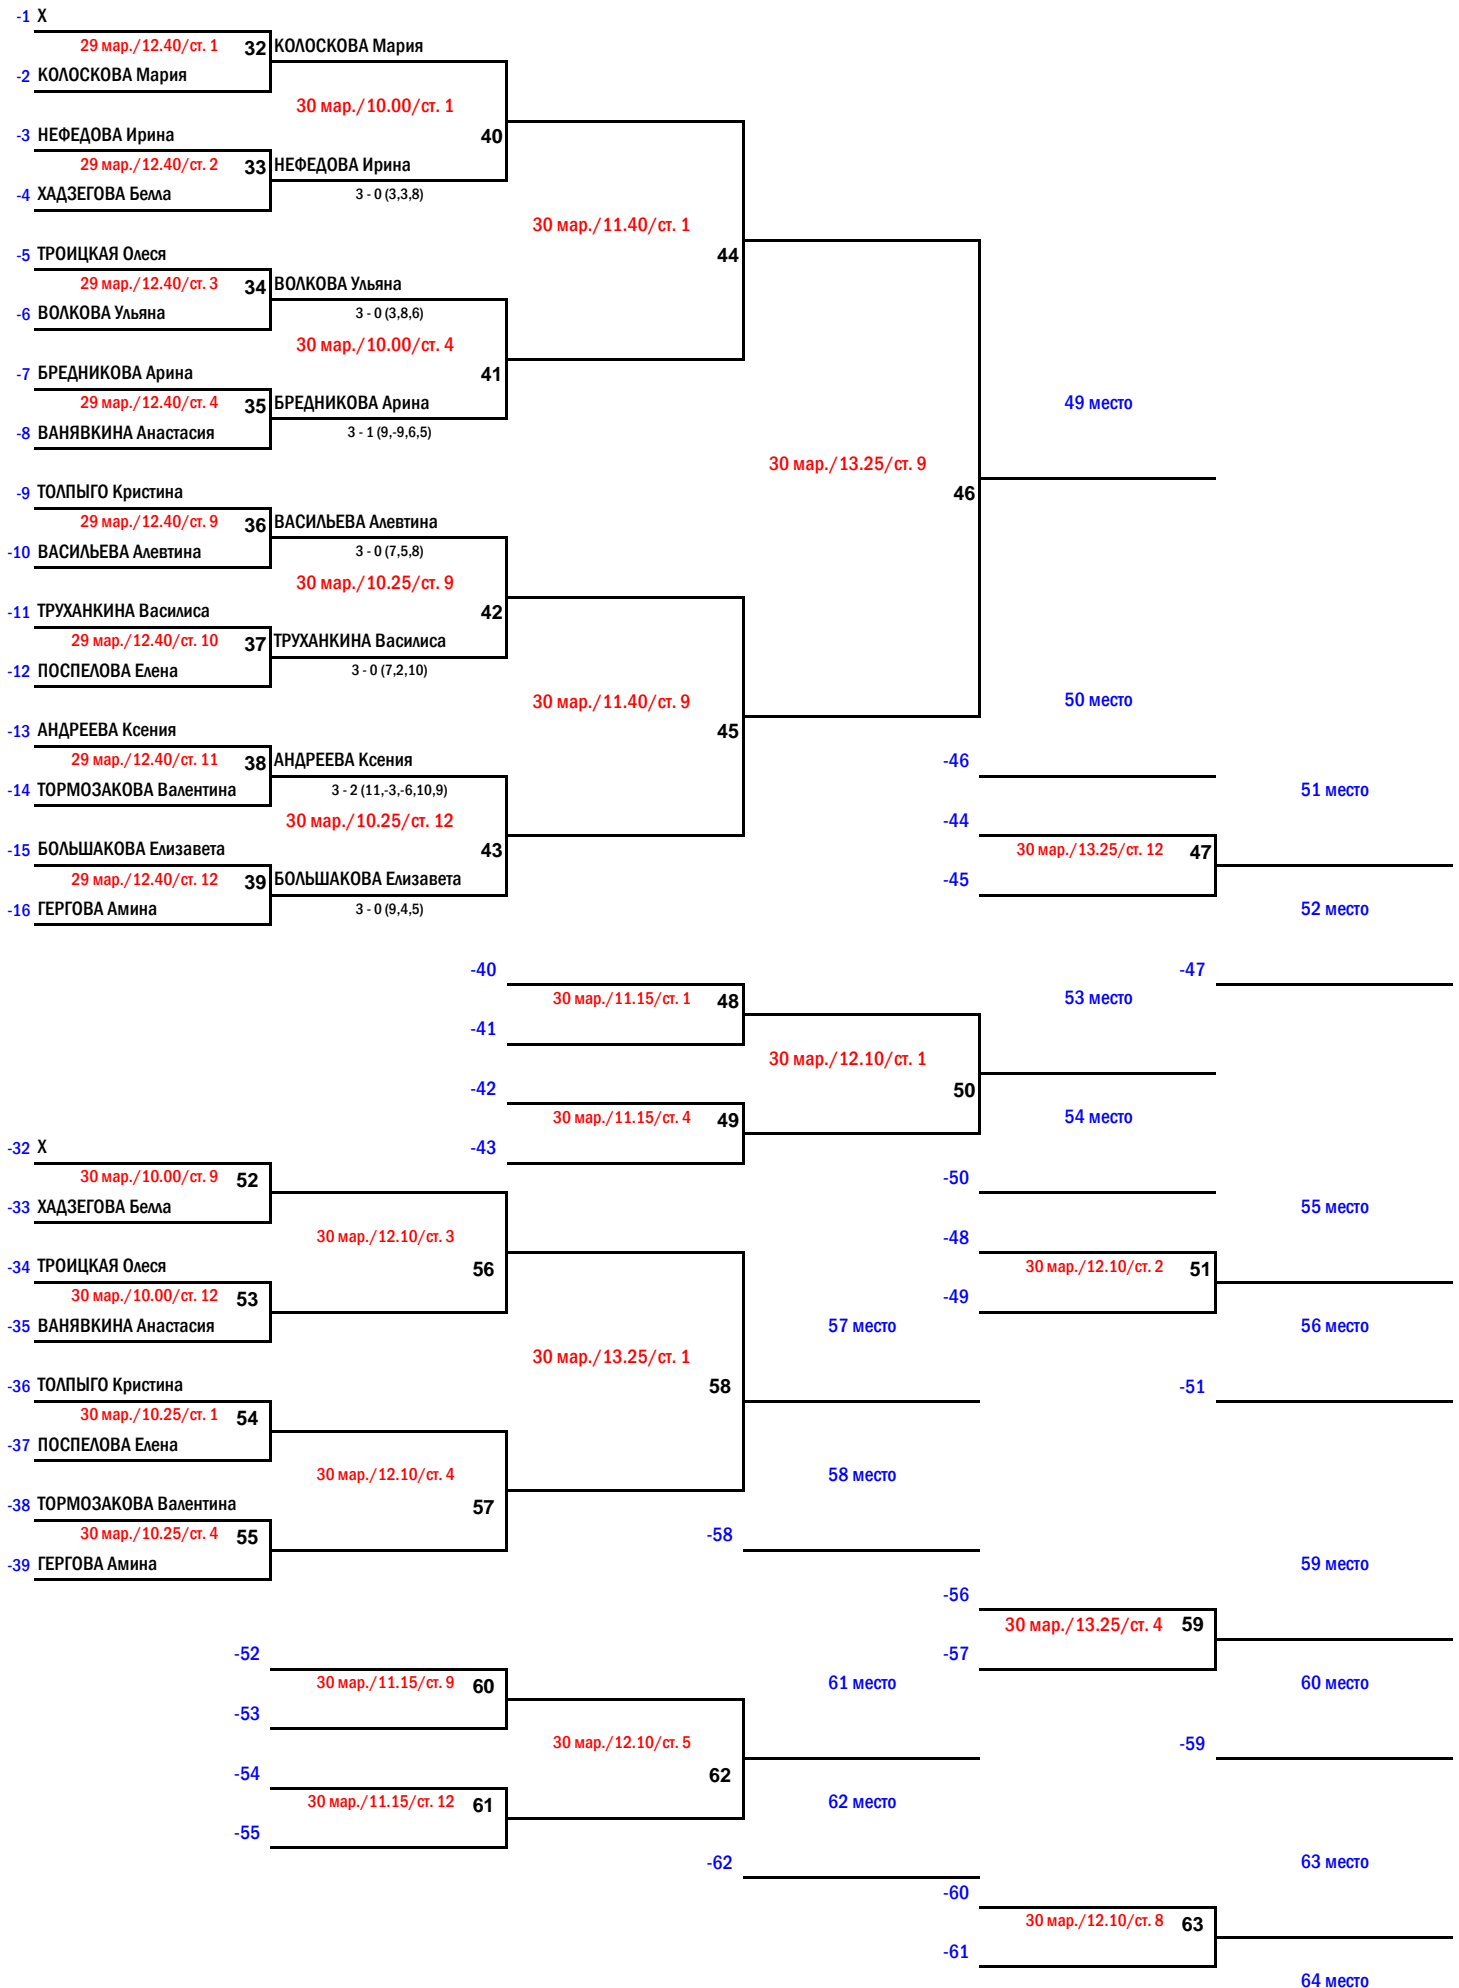 -1 X
29 мар./12.40/ст. 1 32 КОЛОСКОВА Мария
-2 КОЛОСКОВА Мария
30 мар./10.00/ст. 1
-3 НЕФЕДОВА Ирина 40
29 мар./12.40/ст. 2 33 НЕФЕДОВА Ирина
-4 ХАДЗЕГОВА Белла 3 - 0 (3,3,8)
30 мар./11.40/ст. 1
-5 ТРОИЦКАЯ Олеся 44
29 мар./12.40/ст. 3 34 ВОЛКОВА Ульяна
-6 ВОЛКОВА Ульяна 3 - 0 (3,8,6)
30 мар./10.00/ст. 4
-7 БРЕДНИКОВА Арина 41
29 мар./12.40/ст. 4 35 БРЕДНИКОВА Арина 49 место
-8 ВАНЯВКИНА Анастасия 3 - 1 (9,-9,6,5)
30 мар./13.25/ст. 9
-9 ТОЛПЫГО Кристина 46
29 мар./12.40/ст. 9 36 ВАСИЛЬЕВА Алевтина
-10 ВАСИЛЬЕВА Алевтина 3 - 0 (7,5,8)
30 мар./10.25/ст. 9
-11 ТРУХАНКИНА Василиса 42
29 мар./12.40/ст. 10 37 ТРУХАНКИНА Василиса
-12 ПОСПЕЛОВА Елена 3 - 0 (7,2,10)
30 мар./11.40/ст. 9 50 место
-13 АНДРЕЕВА Ксения 45
29 мар./12.40/ст. 11 38 АНДРЕЕВА Ксения -46
-14 ТОРМОЗАКОВА Валентина 3 - 2 (11,-3,-6,10,9) 51 место
30 мар./10.25/ст. 12 -44
-15 БОЛЬШАКОВА Елизавета 43 30 мар./13.25/ст. 12 47
29 мар./12.40/ст. 12 39 БОЛЬШАКОВА Елизавета -45
-16 ГЕРГОВА Амина 3 - 0 (9,4,5) 52 место
-40 -47
30 мар./11.15/ст. 1 48 53 место
-41
30 мар./12.10/ст. 1
-42 50
30 мар./11.15/ст. 4 49 54 место
-32 X -43
30 мар./10.00/ст. 9 52 -50
-33 ХАДЗЕГОВА Белла 55 место
30 мар./12.10/ст. 3 -48
-34 ТРОИЦКАЯ Олеся 56 30 мар./12.10/ст. 2 51
30 мар./10.00/ст. 12 53 -49
-35 ВАНЯВКИНА Анастасия 57 место 56 место
30 мар./13.25/ст. 1
-36 ТОЛПЫГО Кристина 58 -51
30 мар./10.25/ст. 1 54
-37 ПОСПЕЛОВА Елена
30 мар./12.10/ст. 4 58 место
-38 ТОРМОЗАКОВА Валентина 57
30 мар./10.25/ст. 4 55 -58
-39 ГЕРГОВА Амина 59 место
-56
30 мар./13.25/ст. 4 59
-52 -57
30 мар./11.15/ст. 9 60 61 место 60 место
-53
30 мар./12.10/ст. 5 -59
-54 62
30 мар./11.15/ст. 12 61 62 место
-55
-62 63 место
-60
30 мар./12.10/ст. 8 63
-61
64 место